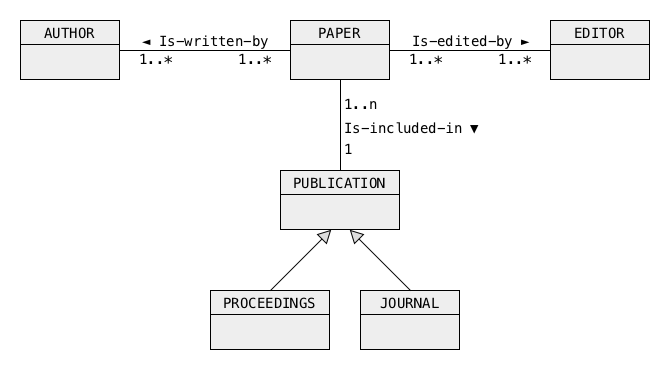 AUTHOR
◄ Is-written-by
1..*
1..*
PAPER
Is-edited-by ►
1..*
1..*
EDITOR
1..n
Is-included-in ▼
1
PUBLICATION
PROCEEDINGS
JOURNAL